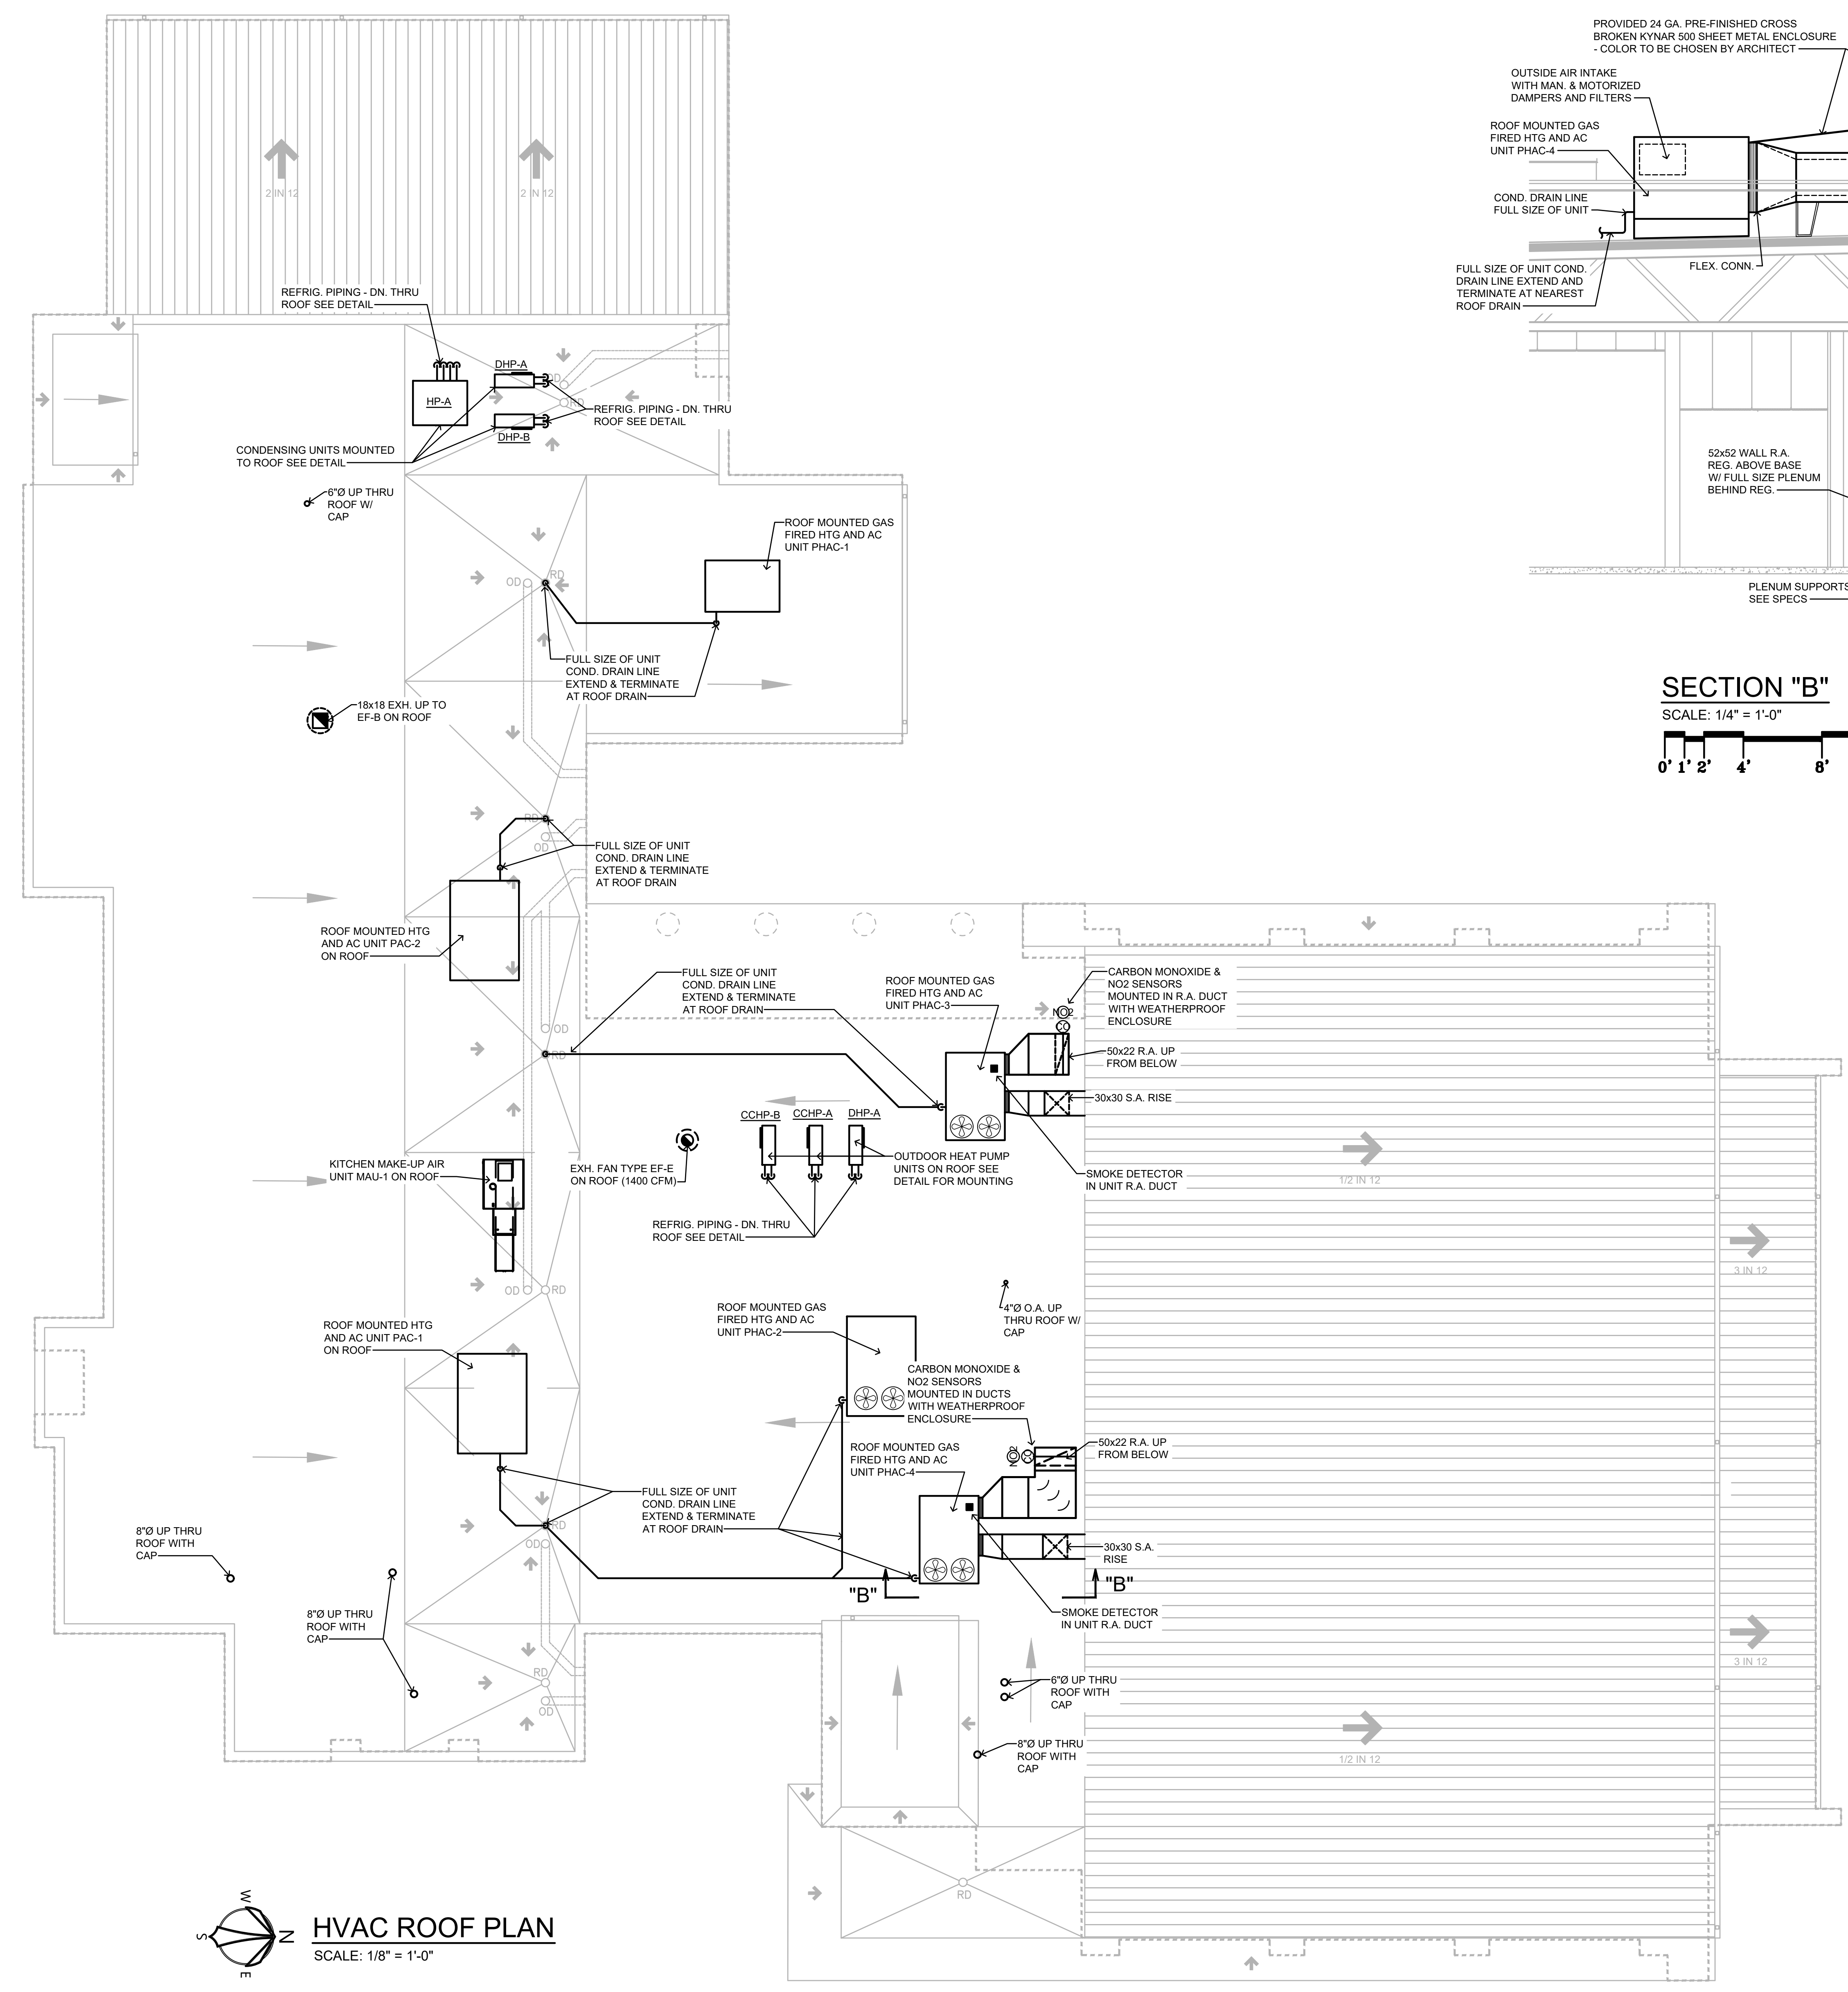 PROVIDED 24 GA. PRE-FINISHED CROSS
BROKEN KYNAR 500 SHEET METAL ENCLOSURE
- COLOR TO BE CHOSEN BY ARCHITECT
OUTSIDE AIR INTAKE
WITH MAN. & MOTORIZED
DAMPERS AND FILTERS
ROOF MOUNTED GAS
FIRED HTG AND AC
UNIT PHAC-4
COND. DRAIN LINE
FULL SIZE OF UNIT
FULL SIZE OF UNIT COND.
DRAIN LINE EXTEND AND
TERMINATE AT NEAREST
ROOF DRAIN
FLEX. CONN.
52x52 WALL R.A.
REG. ABOVE BASE
W/ FULL SIZE PLENUM
BEHIND REG.
PLENUM SUPPORTS
SEE SPECS
SECTION "B"
SCALE: 1/4" = 1'-0"
0' 1' 2' 4' 8'
2 IN 12
2 IN 12
REFRIG. PIPING - DN. THRU
ROOF SEE DETAIL
DHP-A
OD
HP-A
RD
REFRIG. PIPING - DN. THRU
ROOF SEE DETAIL
DHP-B
CONDENSING UNITS MOUNTED
TO ROOF SEE DETAIL
6"Ø UP THRU
ROOF W/
CAP
ROOF MOUNTED GAS
FIRED HTG AND AC
UNIT PHAC-1
OD
RD
FULL SIZE OF UNIT
COND. DRAIN LINE
EXTEND & TERMINATE
AT ROOF DRAIN
18x18 EXH. UP TO
EF-B ON ROOF
RD
OD
FULL SIZE OF UNIT
COND. DRAIN LINE
EXTEND & TERMINATE
AT ROOF DRAIN
ROOF MOUNTED HTG
AND AC UNIT PAC-2
ON ROOF
FULL SIZE OF UNIT
COND. DRAIN LINE
EXTEND & TERMINATE
AT ROOF DRAIN
ROOF MOUNTED GAS
FIRED HTG AND AC
UNIT PHAC-3
CARBON MONOXIDE &
NO2 SENSORS
MOUNTED IN R.A. DUCT
WITH WEATHERPROOF
ENCLOSURE
NO2
CO
OD
RD
50x22 R.A. UP
FROM BELOW
30x30 S.A. RISE
CCHP-B
CCHP-A
DHP-A
KITCHEN MAKE-UP AIR
UNIT MAU-1 ON ROOF
EXH. FAN TYPE EF-E
ON ROOF (1400 CFM)
OUTDOOR HEAT PUMP
UNITS ON ROOF SEE
DETAIL FOR MOUNTING
SMOKE DETECTOR
IN UNIT R.A. DUCT
1/2 IN 12
REFRIG. PIPING - DN. THRU
ROOF SEE DETAIL
3 IN 12
OD
RD
4"Ø O.A. UP
THRU ROOF W/
CAP
ROOF MOUNTED GAS
FIRED HTG AND AC
UNIT PHAC-2
ROOF MOUNTED HTG
AND AC UNIT PAC-1
ON ROOF
CARBON MONOXIDE &
NO2 SENSORS
MOUNTED IN DUCTS
WITH WEATHERPROOF
ENCLOSURE
ROOF MOUNTED GAS
FIRED HTG AND AC
UNIT PHAC-4
NO2
CO
50x22 R.A. UP
FROM BELOW
FULL SIZE OF UNIT
COND. DRAIN LINE
EXTEND & TERMINATE
AT ROOF DRAIN
RD
OD
8"Ø UP THRU
ROOF WITH
CAP
30x30 S.A.
RISE
"B"
"B"
8"Ø UP THRU
ROOF WITH
CAP
SMOKE DETECTOR
IN UNIT R.A. DUCT
RD
OD
3 IN 12
6"Ø UP THRU
ROOF WITH
CAP
8"Ø UP THRU
ROOF WITH
CAP
1/2 IN 12
RD
W
S
N
E
HVAC ROOF PLAN
SCALE: 1/8" = 1'-0"